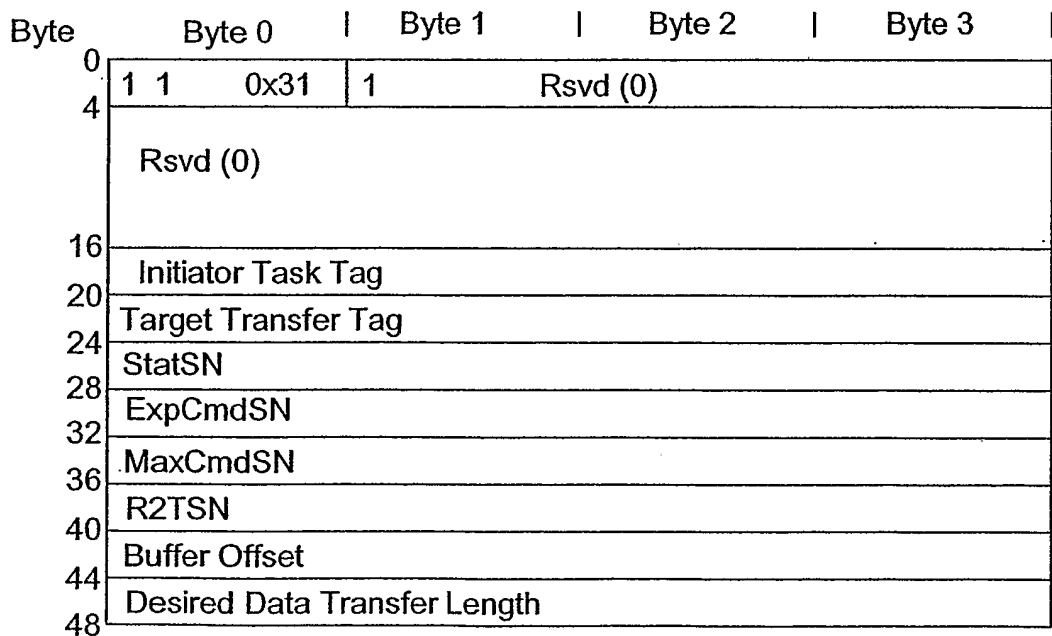 Byte Byte 0 | Byte 1 | Byte 2 | Byte 3 |
0
1 1 0x31 1 Rsvd (0)
4
Rsvd (0)
16
Initiator Task Tag
20
Target Transfer Tag
24
StatSN
28
ExpCmdSN
32
MaxCmdSN
36
R2TSN
40
Buffer Offset
44
Desired Data Transfer Length
48